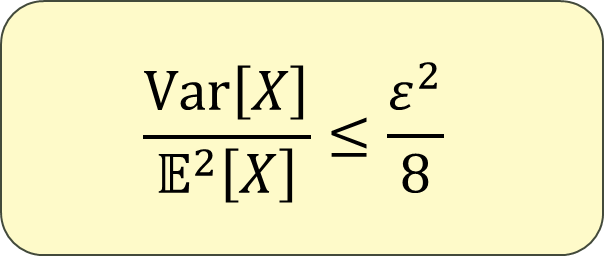 Var[𝑋] / 𝔼²[𝑋] ≤ 𝜀² / 8